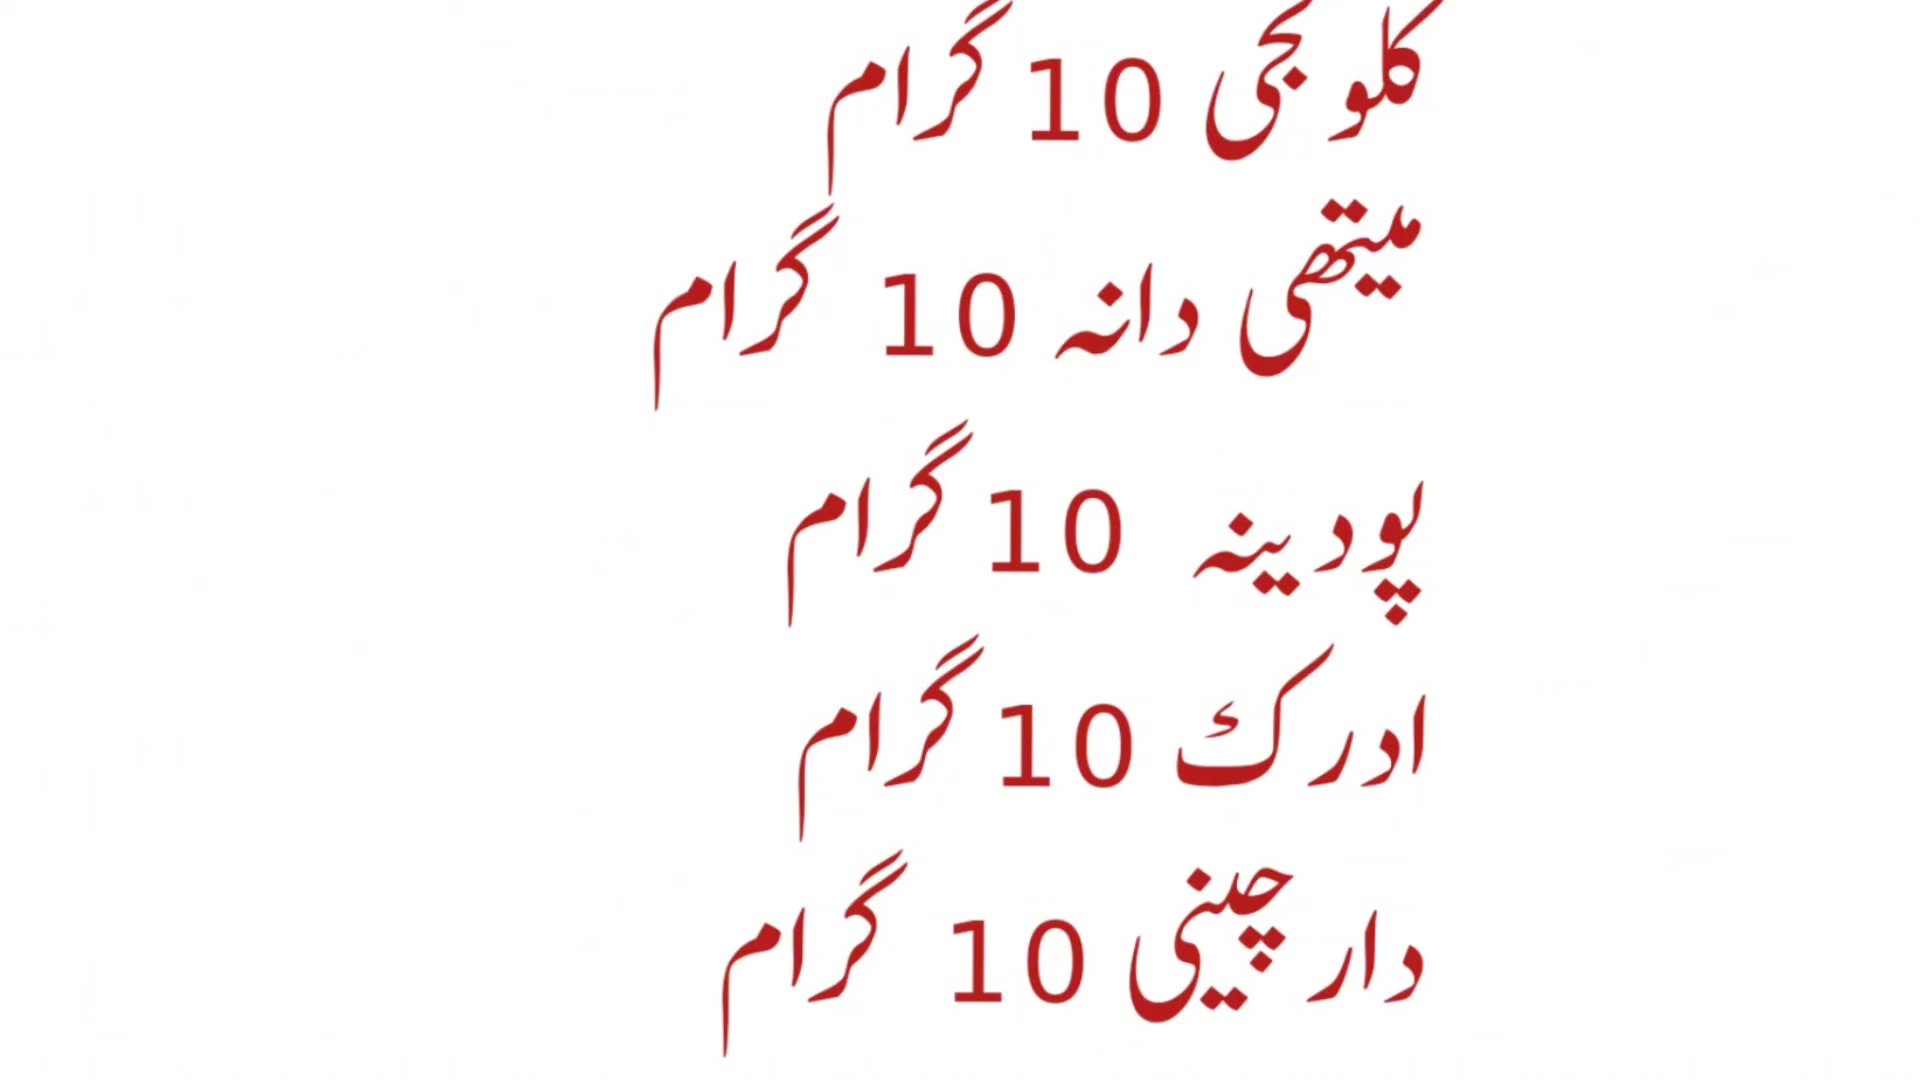 کلونجی 10 گرام
میتھی دانہ 10 گرام
پودینہ 10 گرام
ادرک 10 گرام
دار چینی 10 گرام